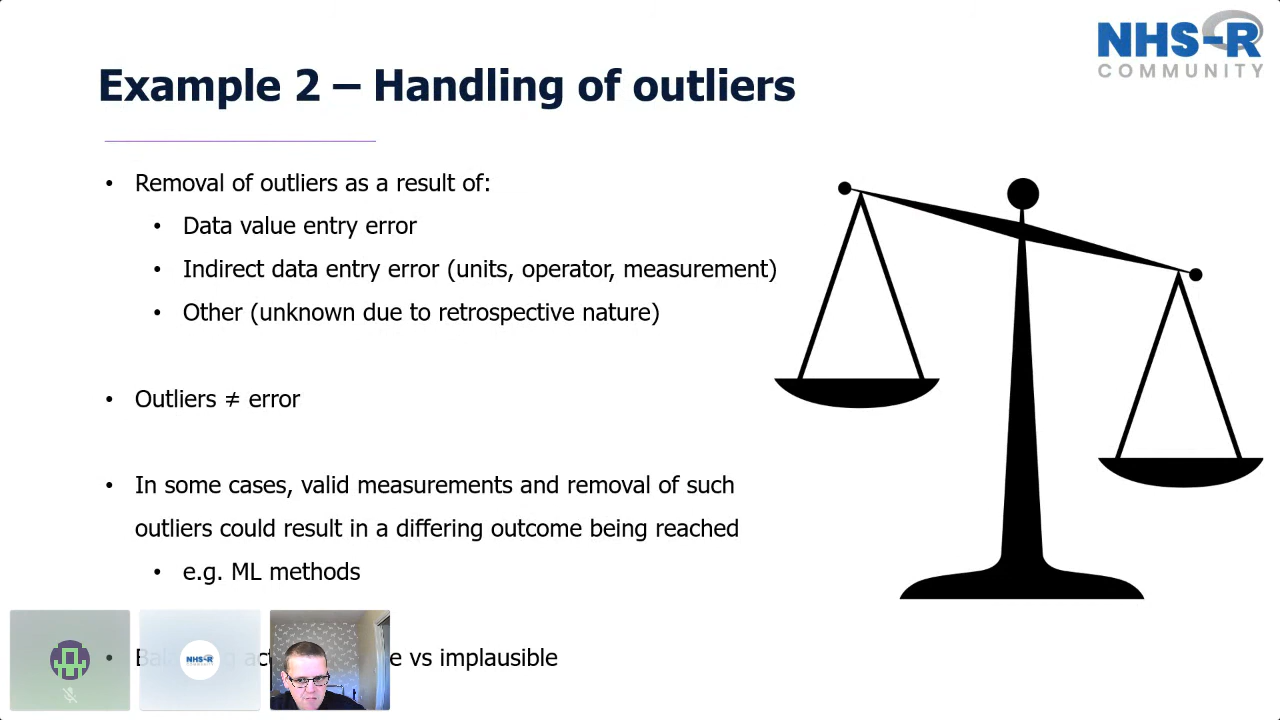 NHS-R
COMMUNITY
Example 2 – Handling of outliers
• Removal of outliers as a result of:
• Data value entry error
• Indirect data entry error (units, operator, measurement)
• Other (unknown due to retrospective nature)
• Outliers ≠ error
• In some cases, valid measurements and removal of such
outliers could result in a differing outcome being reached
• e.g. ML methods
• vs implausible
NHS-R
COMMUNITY